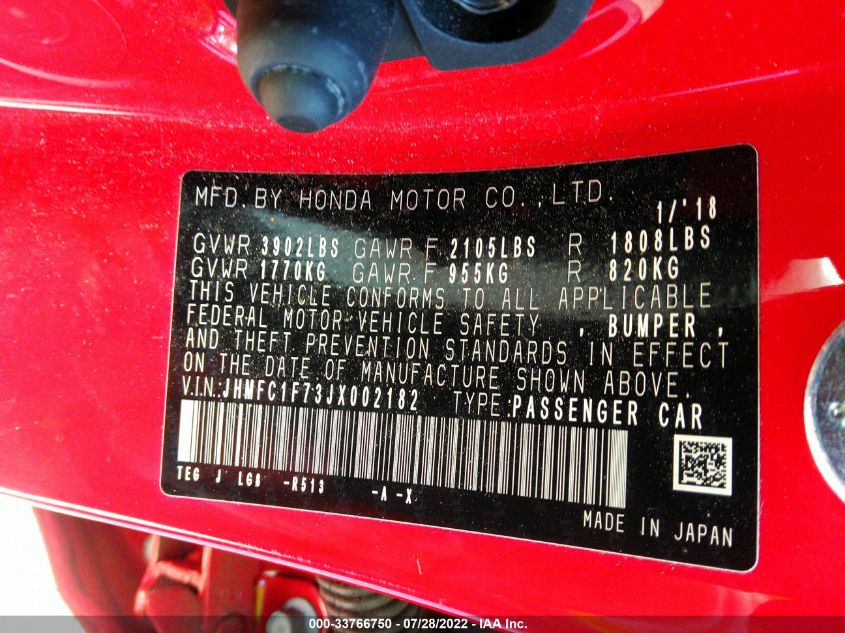 MFD. BY HONDA MOTOR CO., LTD. 1/'18
GVWR 3902LBS GAWR F 2105LBS R 1808LBS
GVWR 1770KG GAWR F 955KG R 820KG
THIS VEHICLE CONFORMS TO ALL APPLICABLE
FEDERAL MOTOR VEHICLE SAFETY , BUMPER ,
AND THEFT PREVENTION STANDARDS IN EFFECT
ON THE DATE OF MANUFACTURE SHOWN ABOVE.
V.I.N.:JHMFC1F73JX002182 TYPE:PASSENGER CAR
TEG J LG8 -R513 -A -X
MADE IN JAPAN
000-33766750 / 07/28/2022 - IAA Inc.